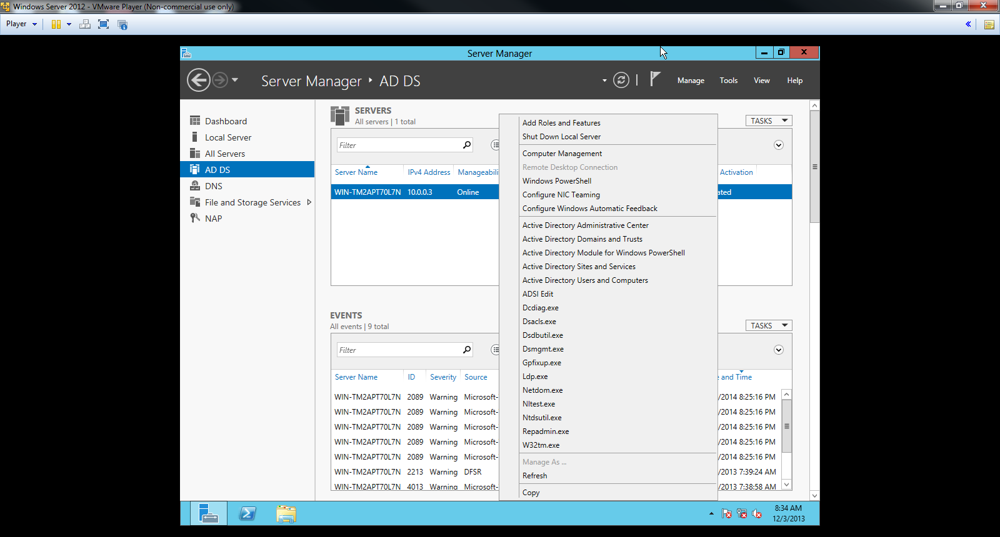 Windows Server 2012 - VMware Player (Non-commercial use only)
Player
Server Manager
Server Manager AD DS
Manage Tools View Help
Dashboard
Local Server
All Servers
AD DS
DNS
File and Storage Services
NAP
SERVERS
All servers | 1 total
TASKS
Filter
Server Name IPv4 Address Manageabili Activation
WIN-TM2APT70L7N 10.0.0.3 Online ated
Add Roles and Features
Shut Down Local Server
Computer Management
Remote Desktop Connection
Windows PowerShell
Configure NIC Teaming
Configure Windows Automatic Feedback
Active Directory Administrative Center
Active Directory Domains and Trusts
Active Directory Module for Windows PowerShell
Active Directory Sites and Services
Active Directory Users and Computers
ADSI Edit
Dcdiag.exe
Dsacls.exe
Dsdbutil.exe
Dsmgmt.exe
Gpfixup.exe
Ldp.exe
Netdom.exe
Nltest.exe
Ntdsutil.exe
Repadmin.exe
W32tm.exe
Manage As ...
Refresh
Copy
EVENTS
All events | 9 total
TASKS
Filter
Server Name ID Severity Source e and Time
WIN-TM2APT70L7N 2089 Warning Microsoft- /2014 8:25:16 PM
WIN-TM2APT70L7N 2089 Warning Microsoft- /2014 8:25:16 PM
WIN-TM2APT70L7N 2089 Warning Microsoft- /2014 8:25:16 PM
WIN-TM2APT70L7N 2089 Warning Microsoft- /2014 8:25:16 PM
WIN-TM2APT70L7N 2089 Warning Microsoft- /2014 8:25:16 PM
WIN-TM2APT70L7N 2213 Warning DFSR /2013 7:39:24 AM
WIN-TM2APT70L7N 4013 Warning Microsoft- /2013 7:38:58 AM
8:34 AM
12/3/2013